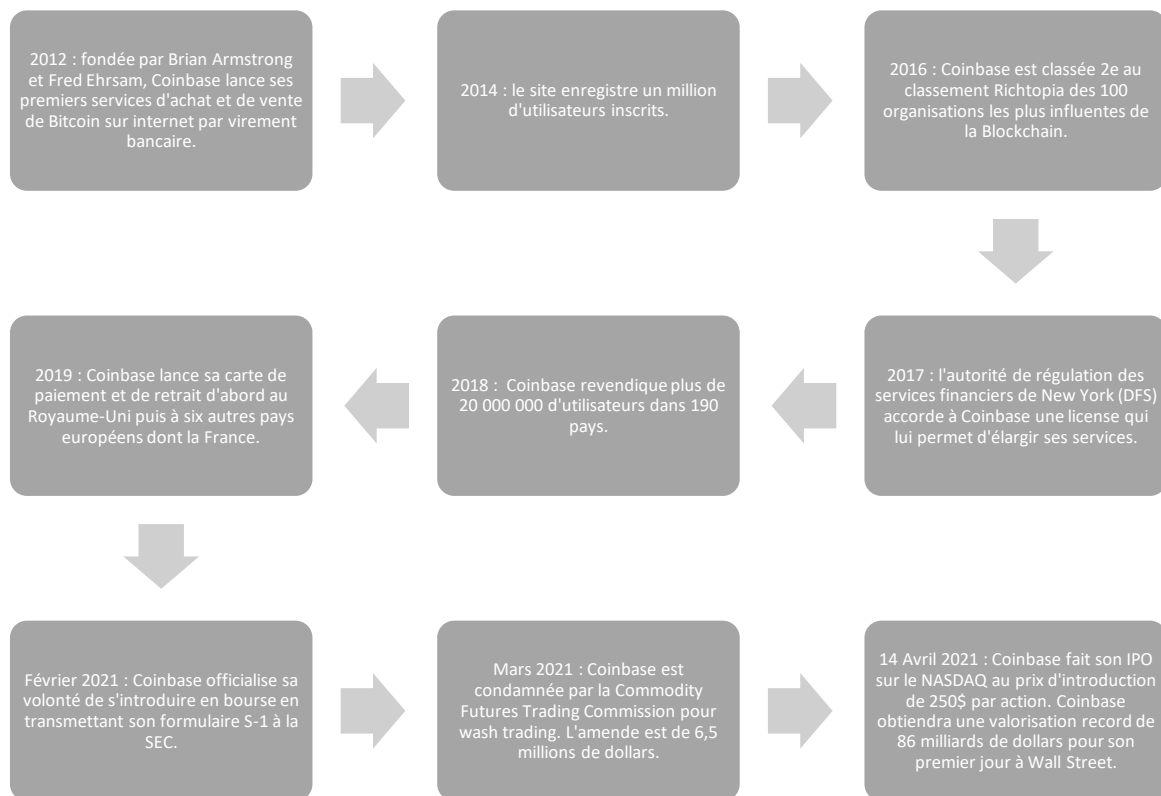 2012 : fondée par Brian Armstrong
et Fred Ehrsam, Coinbase lance ses
premiers services d'achat et de vente
de Bitcoin sur internet par virement
bancaire.
2014 : le site enregistre un million
d'utilisateurs inscrits.
2016 : Coinbase est classée 2e au
classement Richtopia des 100
organisations les plus influentes de
la Blockchain.
2017 : l'autorité de régulation des
services financiers de New York (DFS)
accorde à Coinbase une license qui
lui permet d'élargir ses services.
2018 :  Coinbase revendique plus de
20 000 000 d'utilisateurs dans 190
pays.
2019 : Coinbase lance sa carte de
paiement et de retrait d'abord au
Royaume-Uni puis à six autres pays
européens dont la France.
Février 2021 : Coinbase officialise sa
volonté de s'introduire en bourse en
transmettant son formulaire S-1 à la
SEC.
Mars 2021 : Coinbase est
condamnée par la Commodity
Futures Trading Commission pour
wash trading. L'amende est de 6,5
millions de dollars.
14 Avril 2021 : Coinbase fait son IPO
sur le NASDAQ au prix d'introduction
de 250$ par action. Coinbase
obtiendra une valorisation record de
86 milliards de dollars pour son
premier jour à Wall Street.